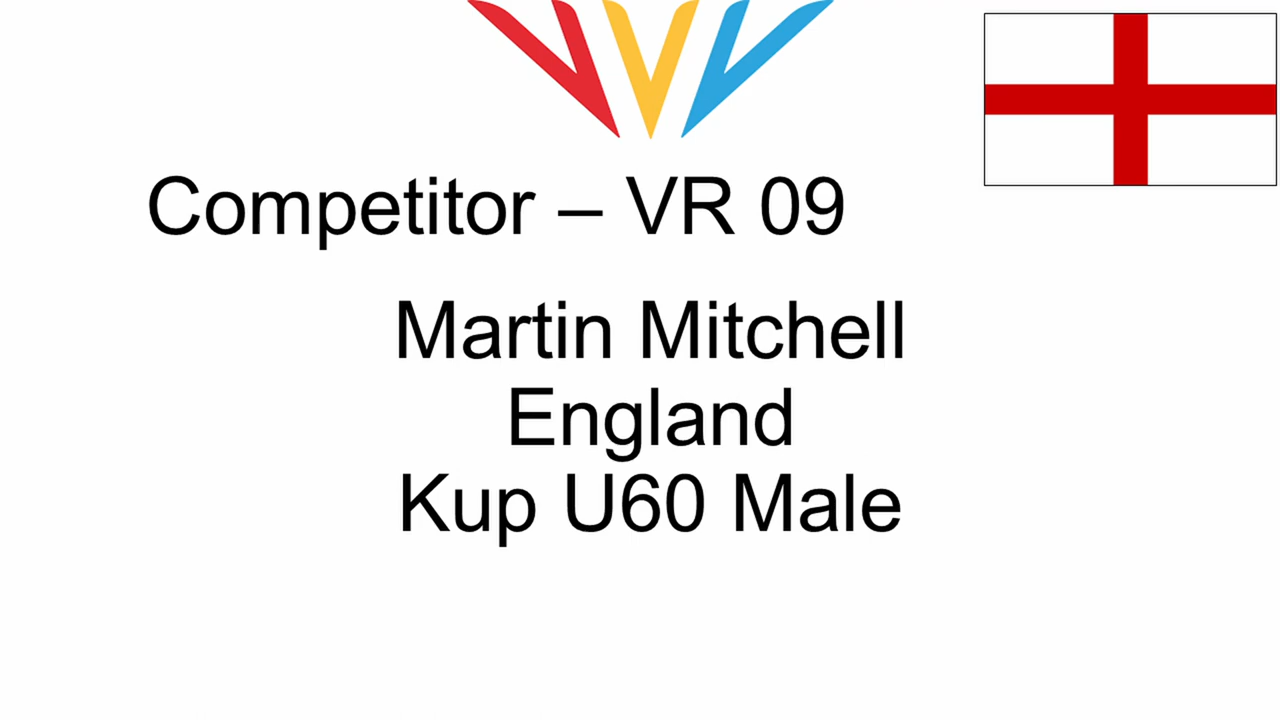 Competitor – VR 09
Martin Mitchell
England
Kup U60 Male